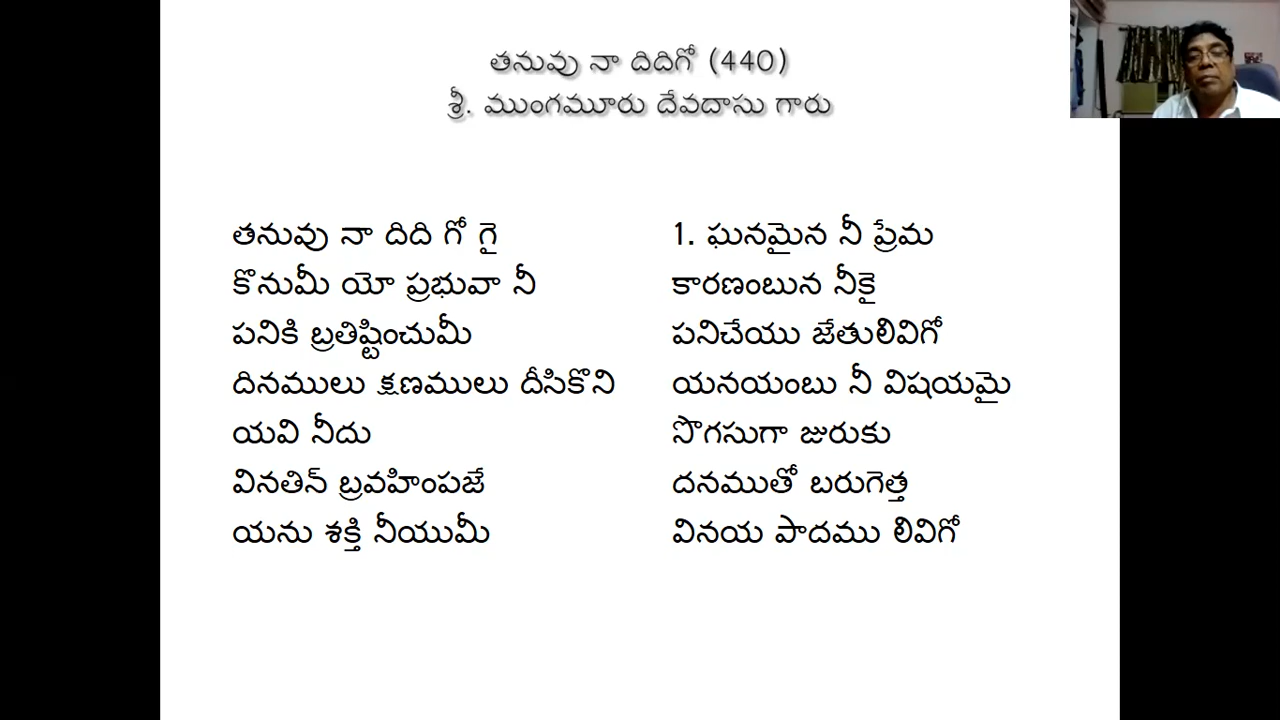 తనువు నా దిదిగో (440)
శ్రీ. ముంగమూరు దేవదాసు గారు
తనువు నా దిది గో గై
కొనుమీ యో ప్రభువా నీ
పనికి బ్రతిష్టించుమీ
దినములు క్షణములు దీసికొని
యవి నీదు
వినతిన్ బ్రవహింపజే
యను శక్తి నీయుమీ
1. ఘనమైన నీ ప్రేమ
కారణంబున నీకై
పనిచేయు జేతులివిగో
యనయంబు నీ విషయమై
సొగసుగా జురుకు
దనముతో బరుగెత్త
వినయ పాదము లివిగో